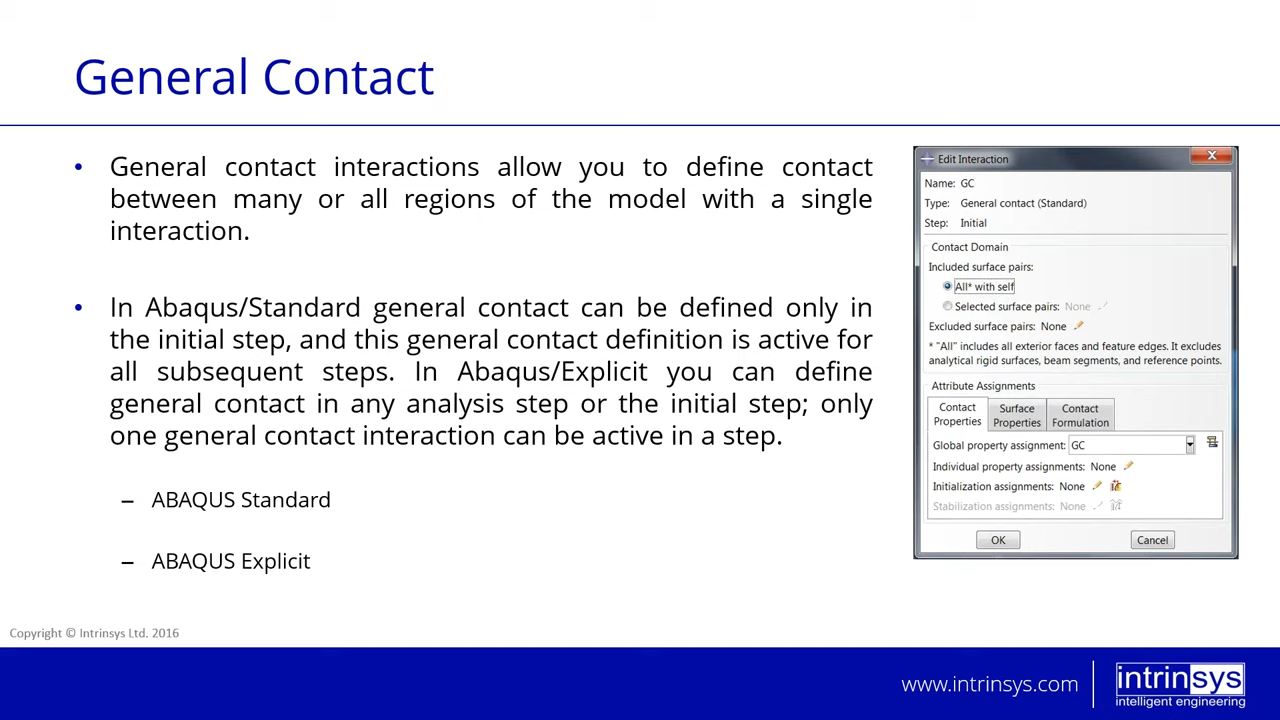 General Contact
• General contact interactions allow you to define contact
between many or all regions of the model with a single
interaction.
• In Abaqus/Standard general contact can be defined only in
the initial step, and this general contact definition is active for
all subsequent steps. In Abaqus/Explicit you can define
general contact in any analysis step or the initial step; only
one general contact interaction can be active in a step.
– ABAQUS Standard
– ABAQUS Explicit
Edit Interaction
Name: GC
Type: General contact (Standard)
Step: Initial
Contact Domain
Included surface pairs:
All* with self
Selected surface pairs: None
Excluded surface pairs: None
* "All" includes all exterior faces and feature edges. It excludes
analytical rigid surfaces, beam segments, and reference points.
Attribute Assignments
Contact Properties
Surface Properties
Contact Formulation
Global property assignment: GC
Individual property assignments: None
Initialization assignments: None
Stabilization assignments: None
OK Cancel
Copyright © Intrinsys Ltd. 2016
www.intrinsys.com
intrinsys
intelligent engineering